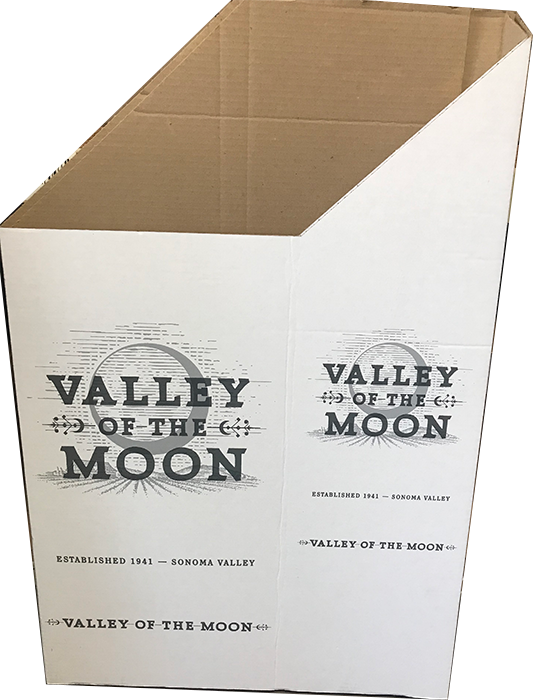 VALLEY
OF THE
MOON
ESTABLISHED 1941 — SONOMA VALLEY
VALLEY OF THE MOON
VALLEY
OF THE
MOON
ESTABLISHED 1941 — SONOMA VALLEY
VALLEY OF THE MOON